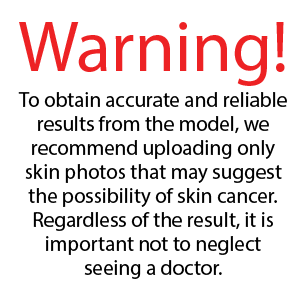 Warning!
To obtain accurate and reliable
results from the model, we
recommend uploading only
skin photos that may suggest
the possibility of skin cancer.
Regardless of the result, it is
important not to neglect
seeing a doctor.